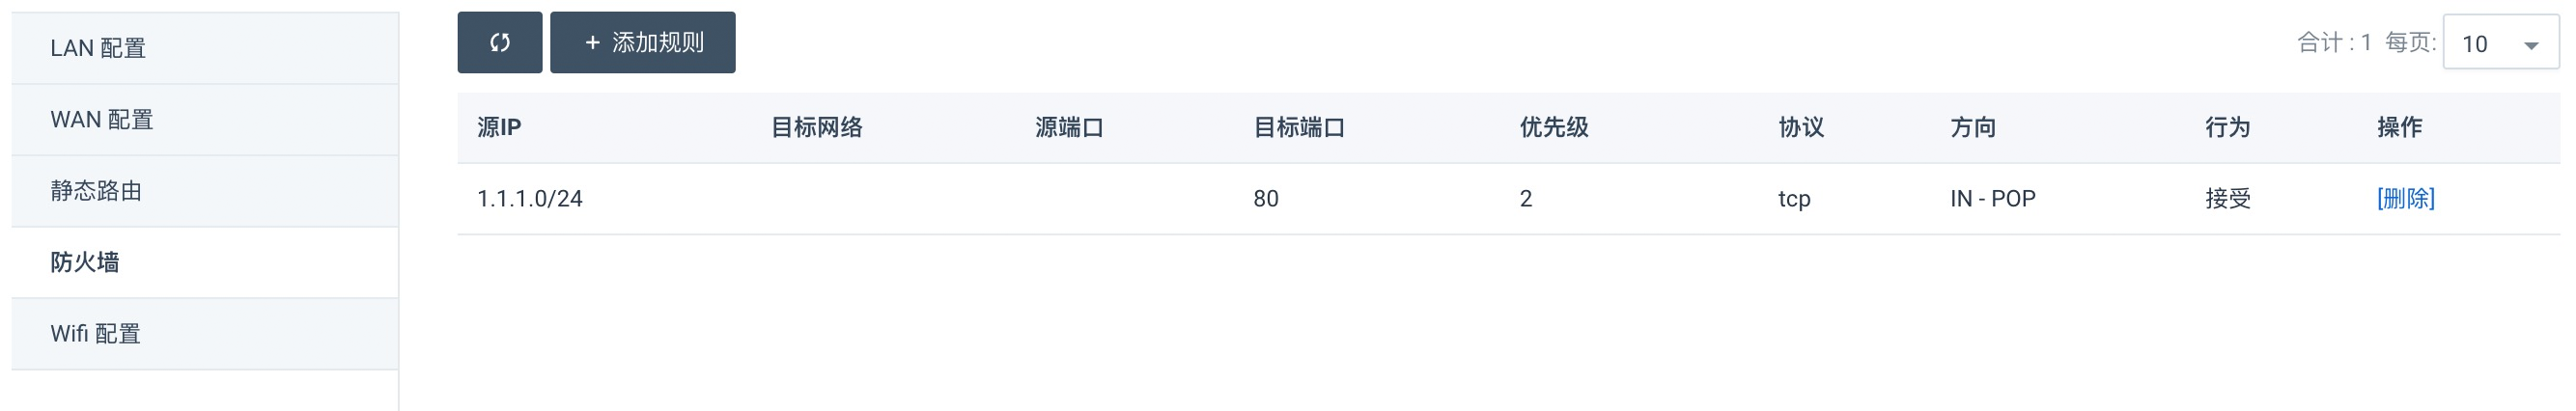 LAN 配置
WAN 配置
静态路由
防火墙
Wifi 配置
+ 添加规则
合计 : 1 每页: 10
源IP 目标网络 源端口 目标端口 优先级 协议 方向 行为 操作
1.1.1.0/24 80 2 tcp IN - POP 接受 [删除]